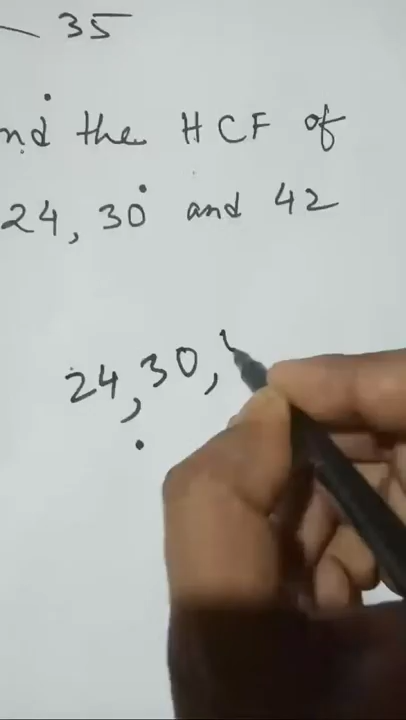 35
nd the HCF of
24, 30 and 42
24, 30,